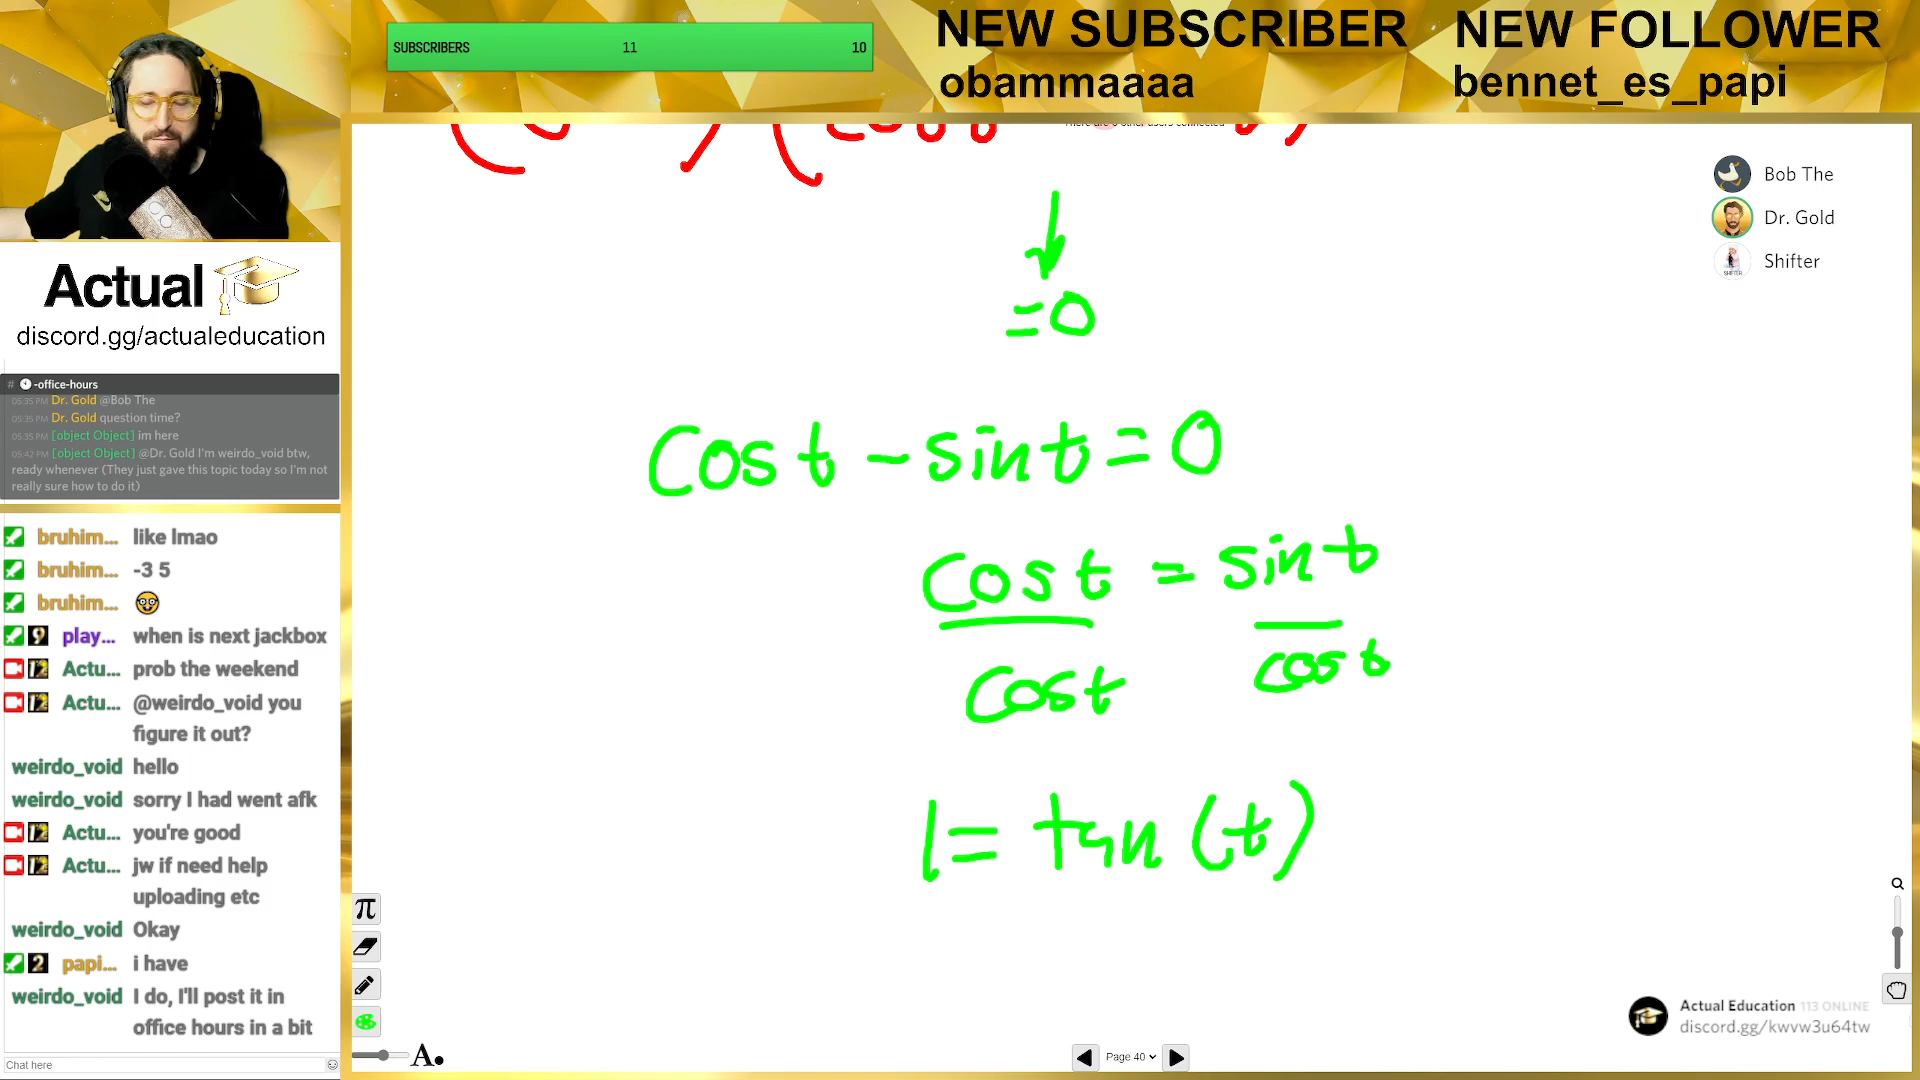 SUBSCRIBERS 11 10
NEW SUBSCRIBER
obammaaaa
NEW FOLLOWER
bennet_es_papi
Actual
discord.gg/actualeducation
# -office-hours
05:35 PM Dr. Gold @Bob The
05:35 PM Dr. Gold question time?
05:35 PM [object Object] im here
05:42 PM [object Object] @Dr. Gold I'm weirdo_void btw,
ready whenever (They just gave this topic today so I'm not
really sure how to do it)
bruhim... like lmao
bruhim... -3 5
bruhim...
9 play... when is next jackbox
12 Actu... prob the weekend
12 Actu... @weirdo_void you
figure it out?
weirdo_void hello
weirdo_void sorry I had went afk
12 Actu... you're good
12 Actu... jw if need help
uploading etc
weirdo_void Okay
2 papi... i have
weirdo_void I do, I'll post it in
office hours in a bit
Chat here
Bob The
Dr. Gold
Shifter
=0
cos t - sin t = 0
cos t = sin t
cos t cos t
1 = tan (t)
π
A.
Page 40
Actual Education 113 ONLINE
discord.gg/kwvw3u64tw